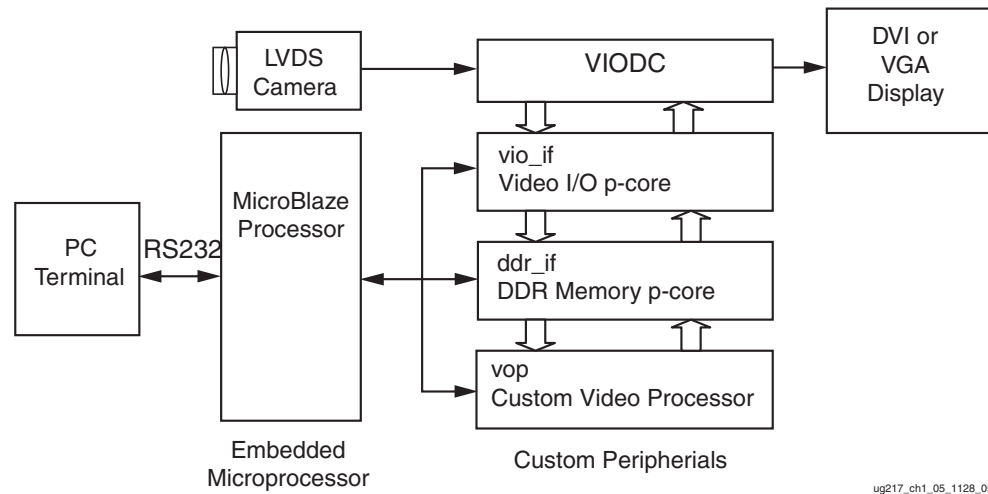 LVDS
Camera
VIODC
DVI or
VGA
Display
vio_if
Video I/O p-core
MicroBlaze
Processor
PC
Terminal
RS232
ddr_if
DDR Memory p-core
vop
Custom Video Processor
Embedded
Microprocessor
Custom Peripherials